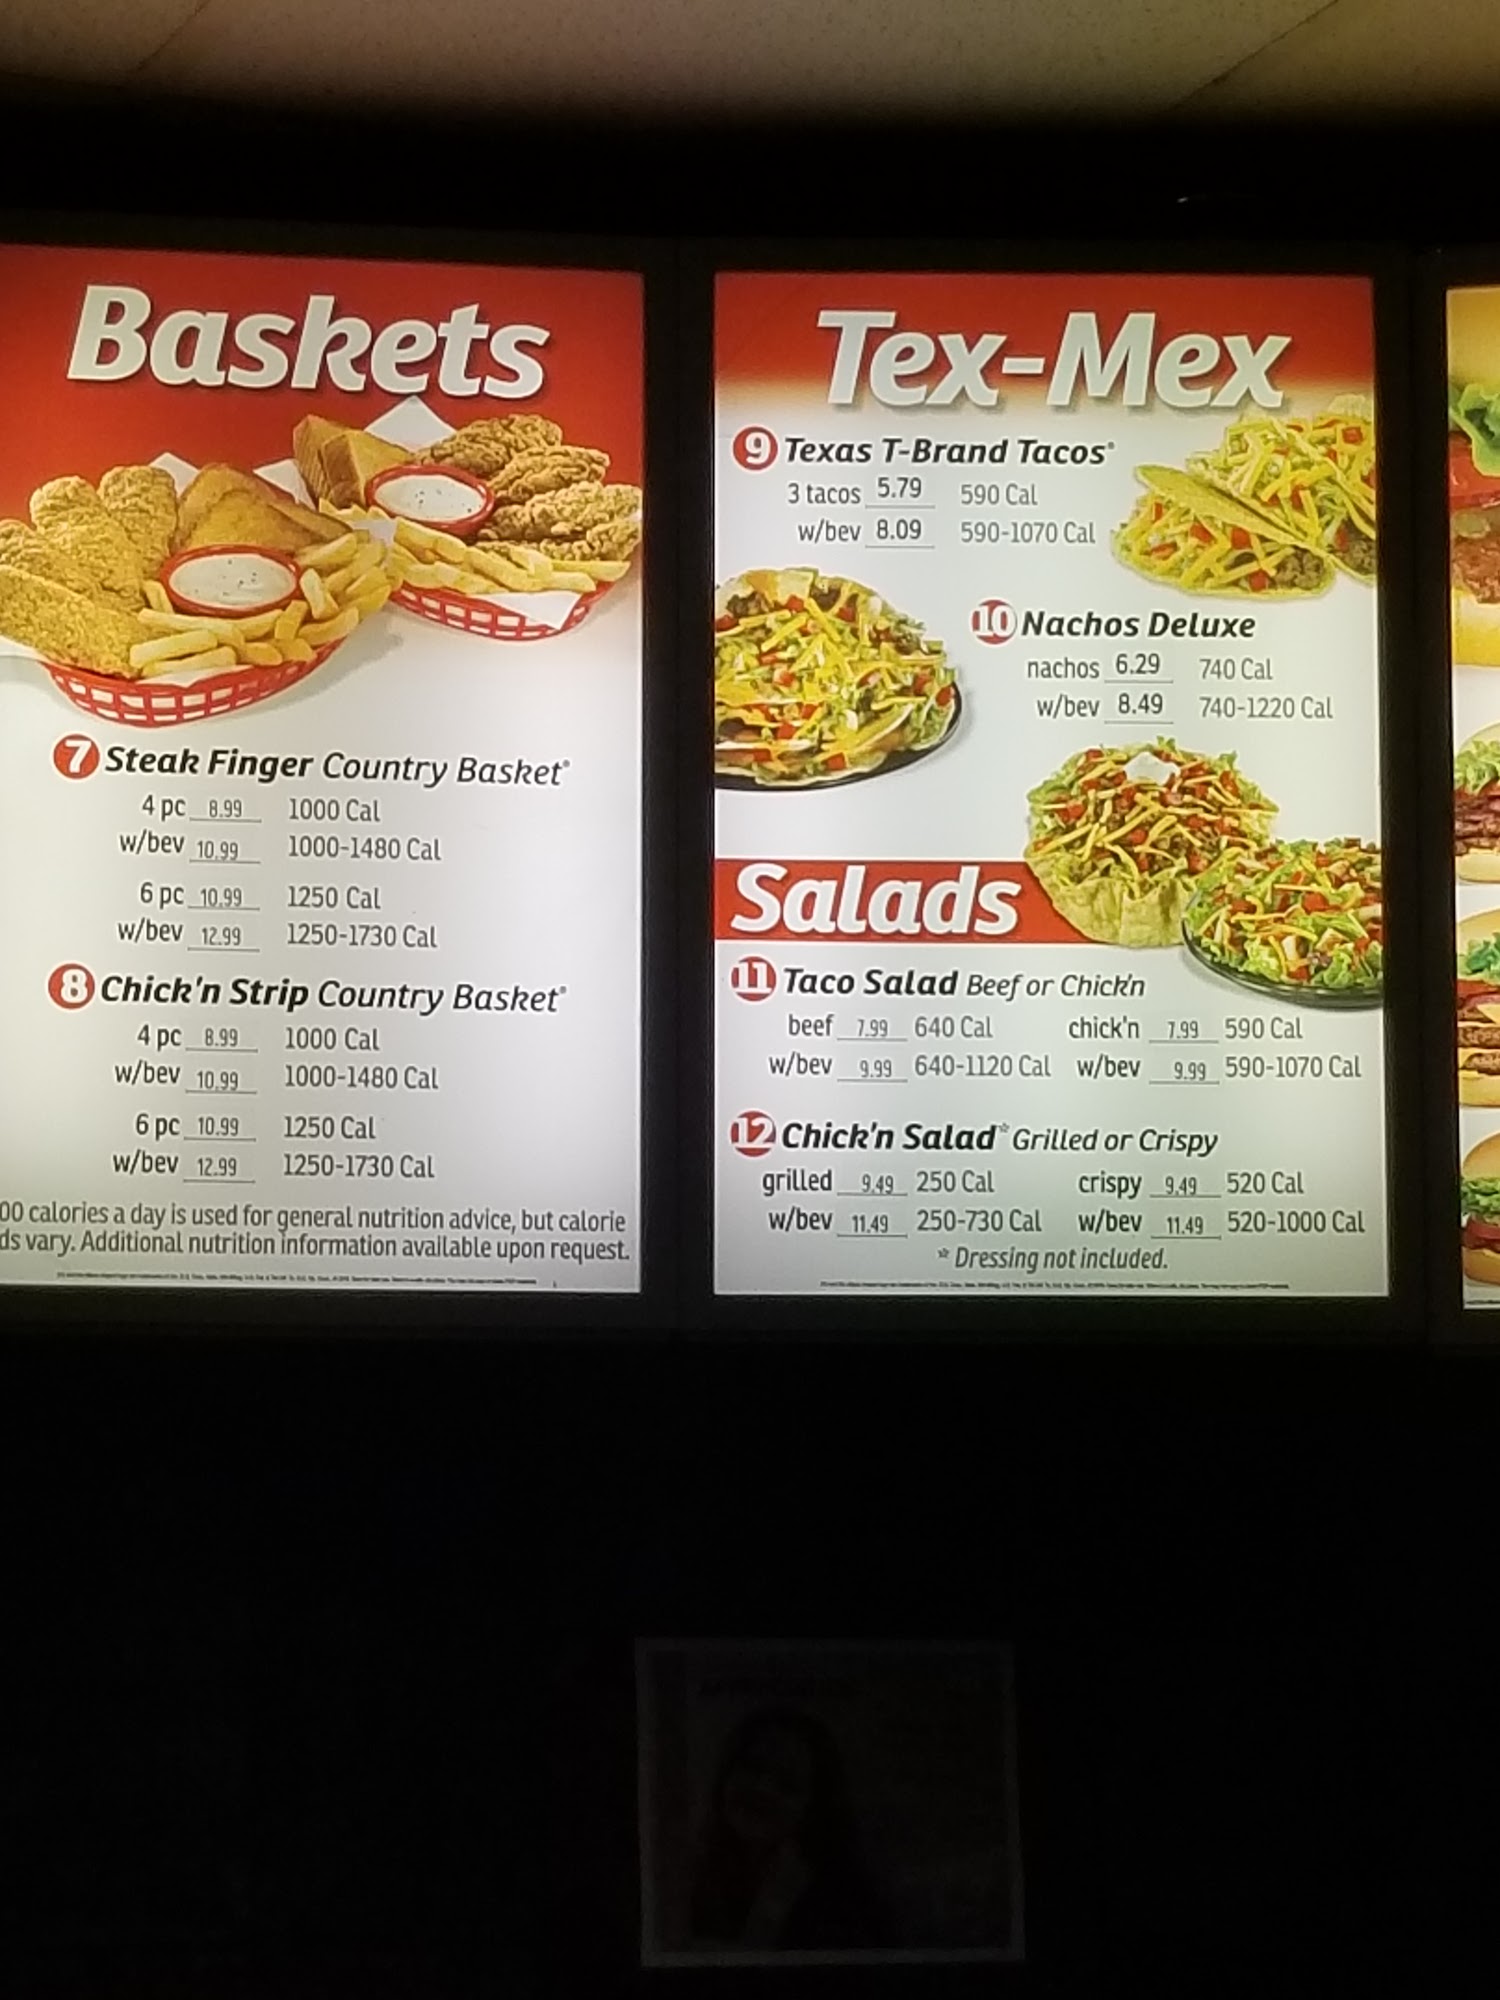 Baskets
7 Steak Finger Country Basket®
4 pc 8.99 1000 Cal
w/bev 10.99 1000-1480 Cal
6 pc 10.99 1250 Cal
w/bev 12.99 1250-1730 Cal
8 Chick'n Strip Country Basket®
4 pc 8.99 1000 Cal
w/bev 10.99 1000-1480 Cal
6 pc 10.99 1250 Cal
w/bev 12.99 1250-1730 Cal
00 calories a day is used for general nutrition advice, but calorie
ds vary. Additional nutrition information available upon request.
Tex-Mex
9 Texas T-Brand Tacos®
3 tacos 5.79 590 Cal
w/bev 8.09 590-1070 Cal
10 Nachos Deluxe
nachos 6.29 740 Cal
w/bev 8.49 740-1220 Cal
Salads
11 Taco Salad Beef or Chick'n
beef 7.99 640 Cal chick'n 7.99 590 Cal
w/bev 9.99 640-1120 Cal w/bev 9.99 590-1070 Cal
12 Chick'n Salad* Grilled or Crispy
grilled 9.49 250 Cal crispy 9.49 520 Cal
w/bev 11.49 250-730 Cal w/bev 11.49 520-1000 Cal
* Dressing not included.